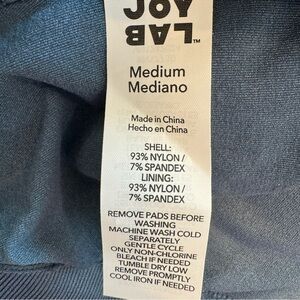 JOY
LAB™
Medium
Mediano
Made in China
Hecho en China
SHELL:
93% NYLON /
7% SPANDEX
LINING:
93% NYLON /
7% SPANDEX
REMOVE PADS BEFORE
WASHING
MACHINE WASH COLD
SEPARATELY
GENTLE CYCLE
ONLY NON-CHLORINE
BLEACH IF NEEDED
TUMBLE DRY LOW
REMOVE PROMPTLY
COOL IRON IF NEEDED